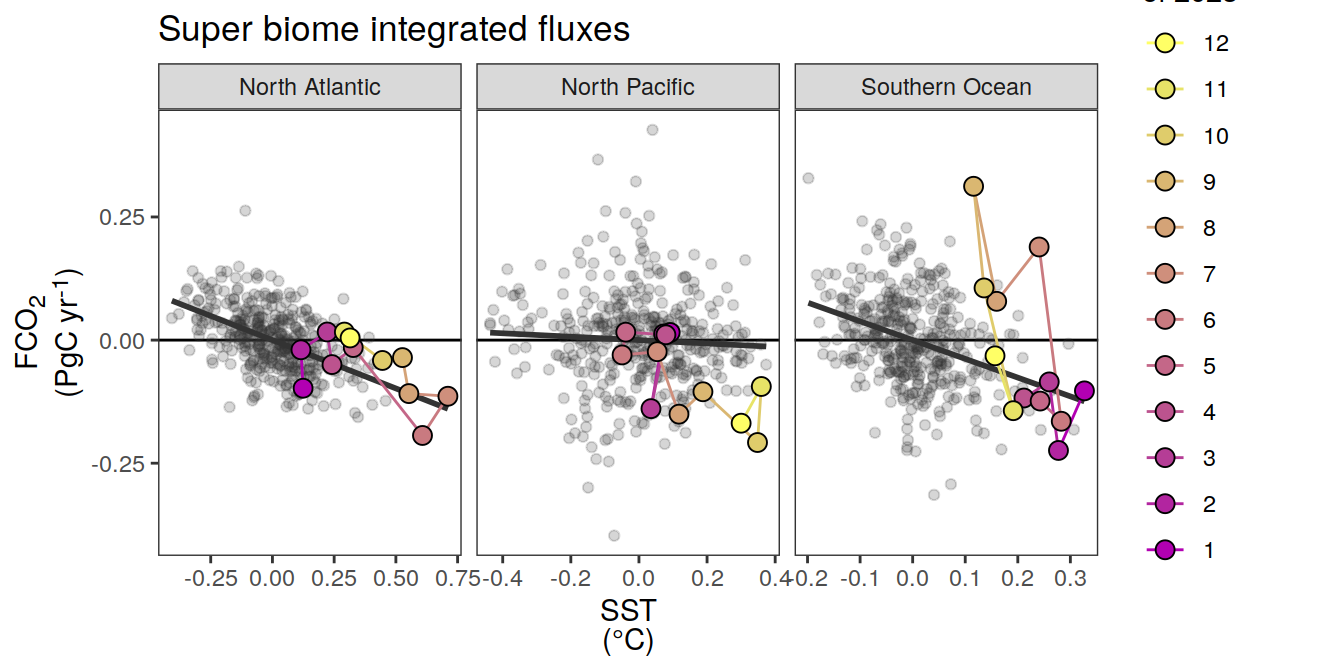 Super biome integrated fluxes
North Atlantic
North Pacific
Southern Ocean
FCO2
(PgC yr-1)
0.25
0.00
-0.25
-0.25 0.00 0.25 0.50 0.75
-0.4 -0.2 0.0 0.2 0.4
-0.2 -0.1 0.0 0.1 0.2 0.3
SST
(°C)
12
11
10
9
8
7
6
5
4
3
2
1